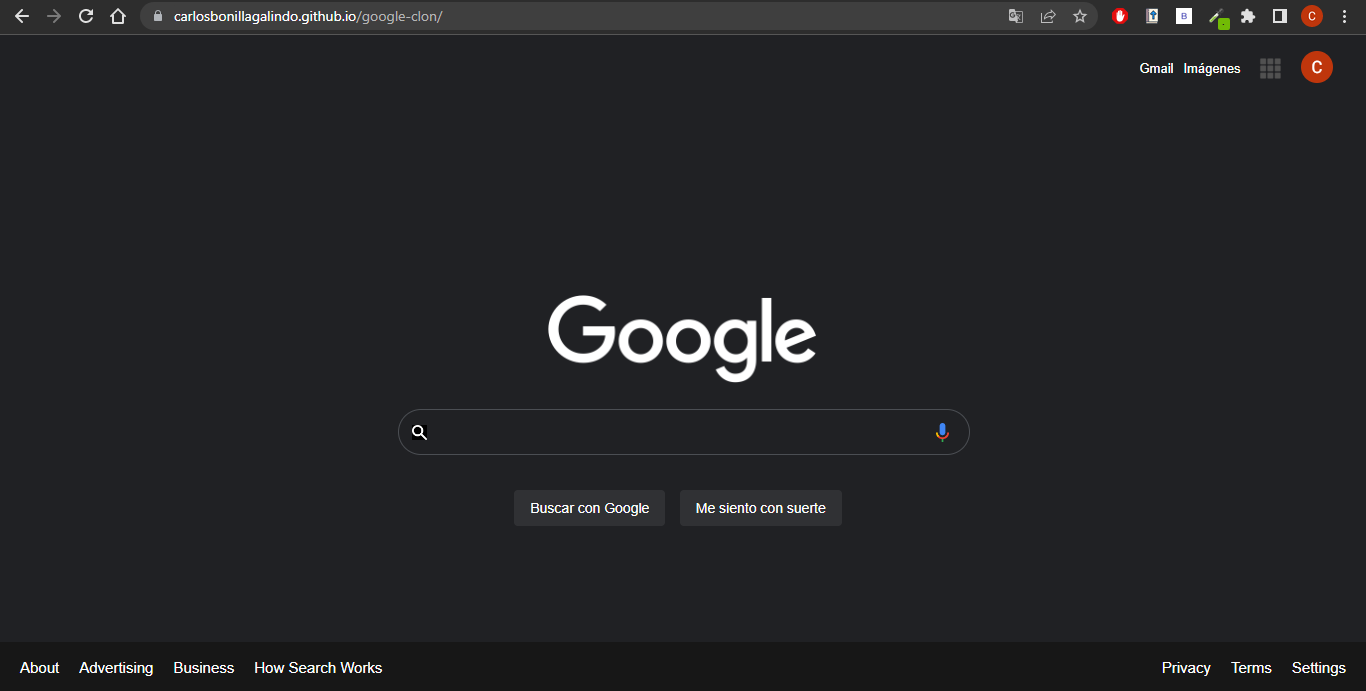 carlosbonillagalindo.github.io/google-clon/
B
C
Gmail Imágenes
C
Google
Buscar con Google Me siento con suerte
About Advertising Business How Search Works Privacy Terms Settings